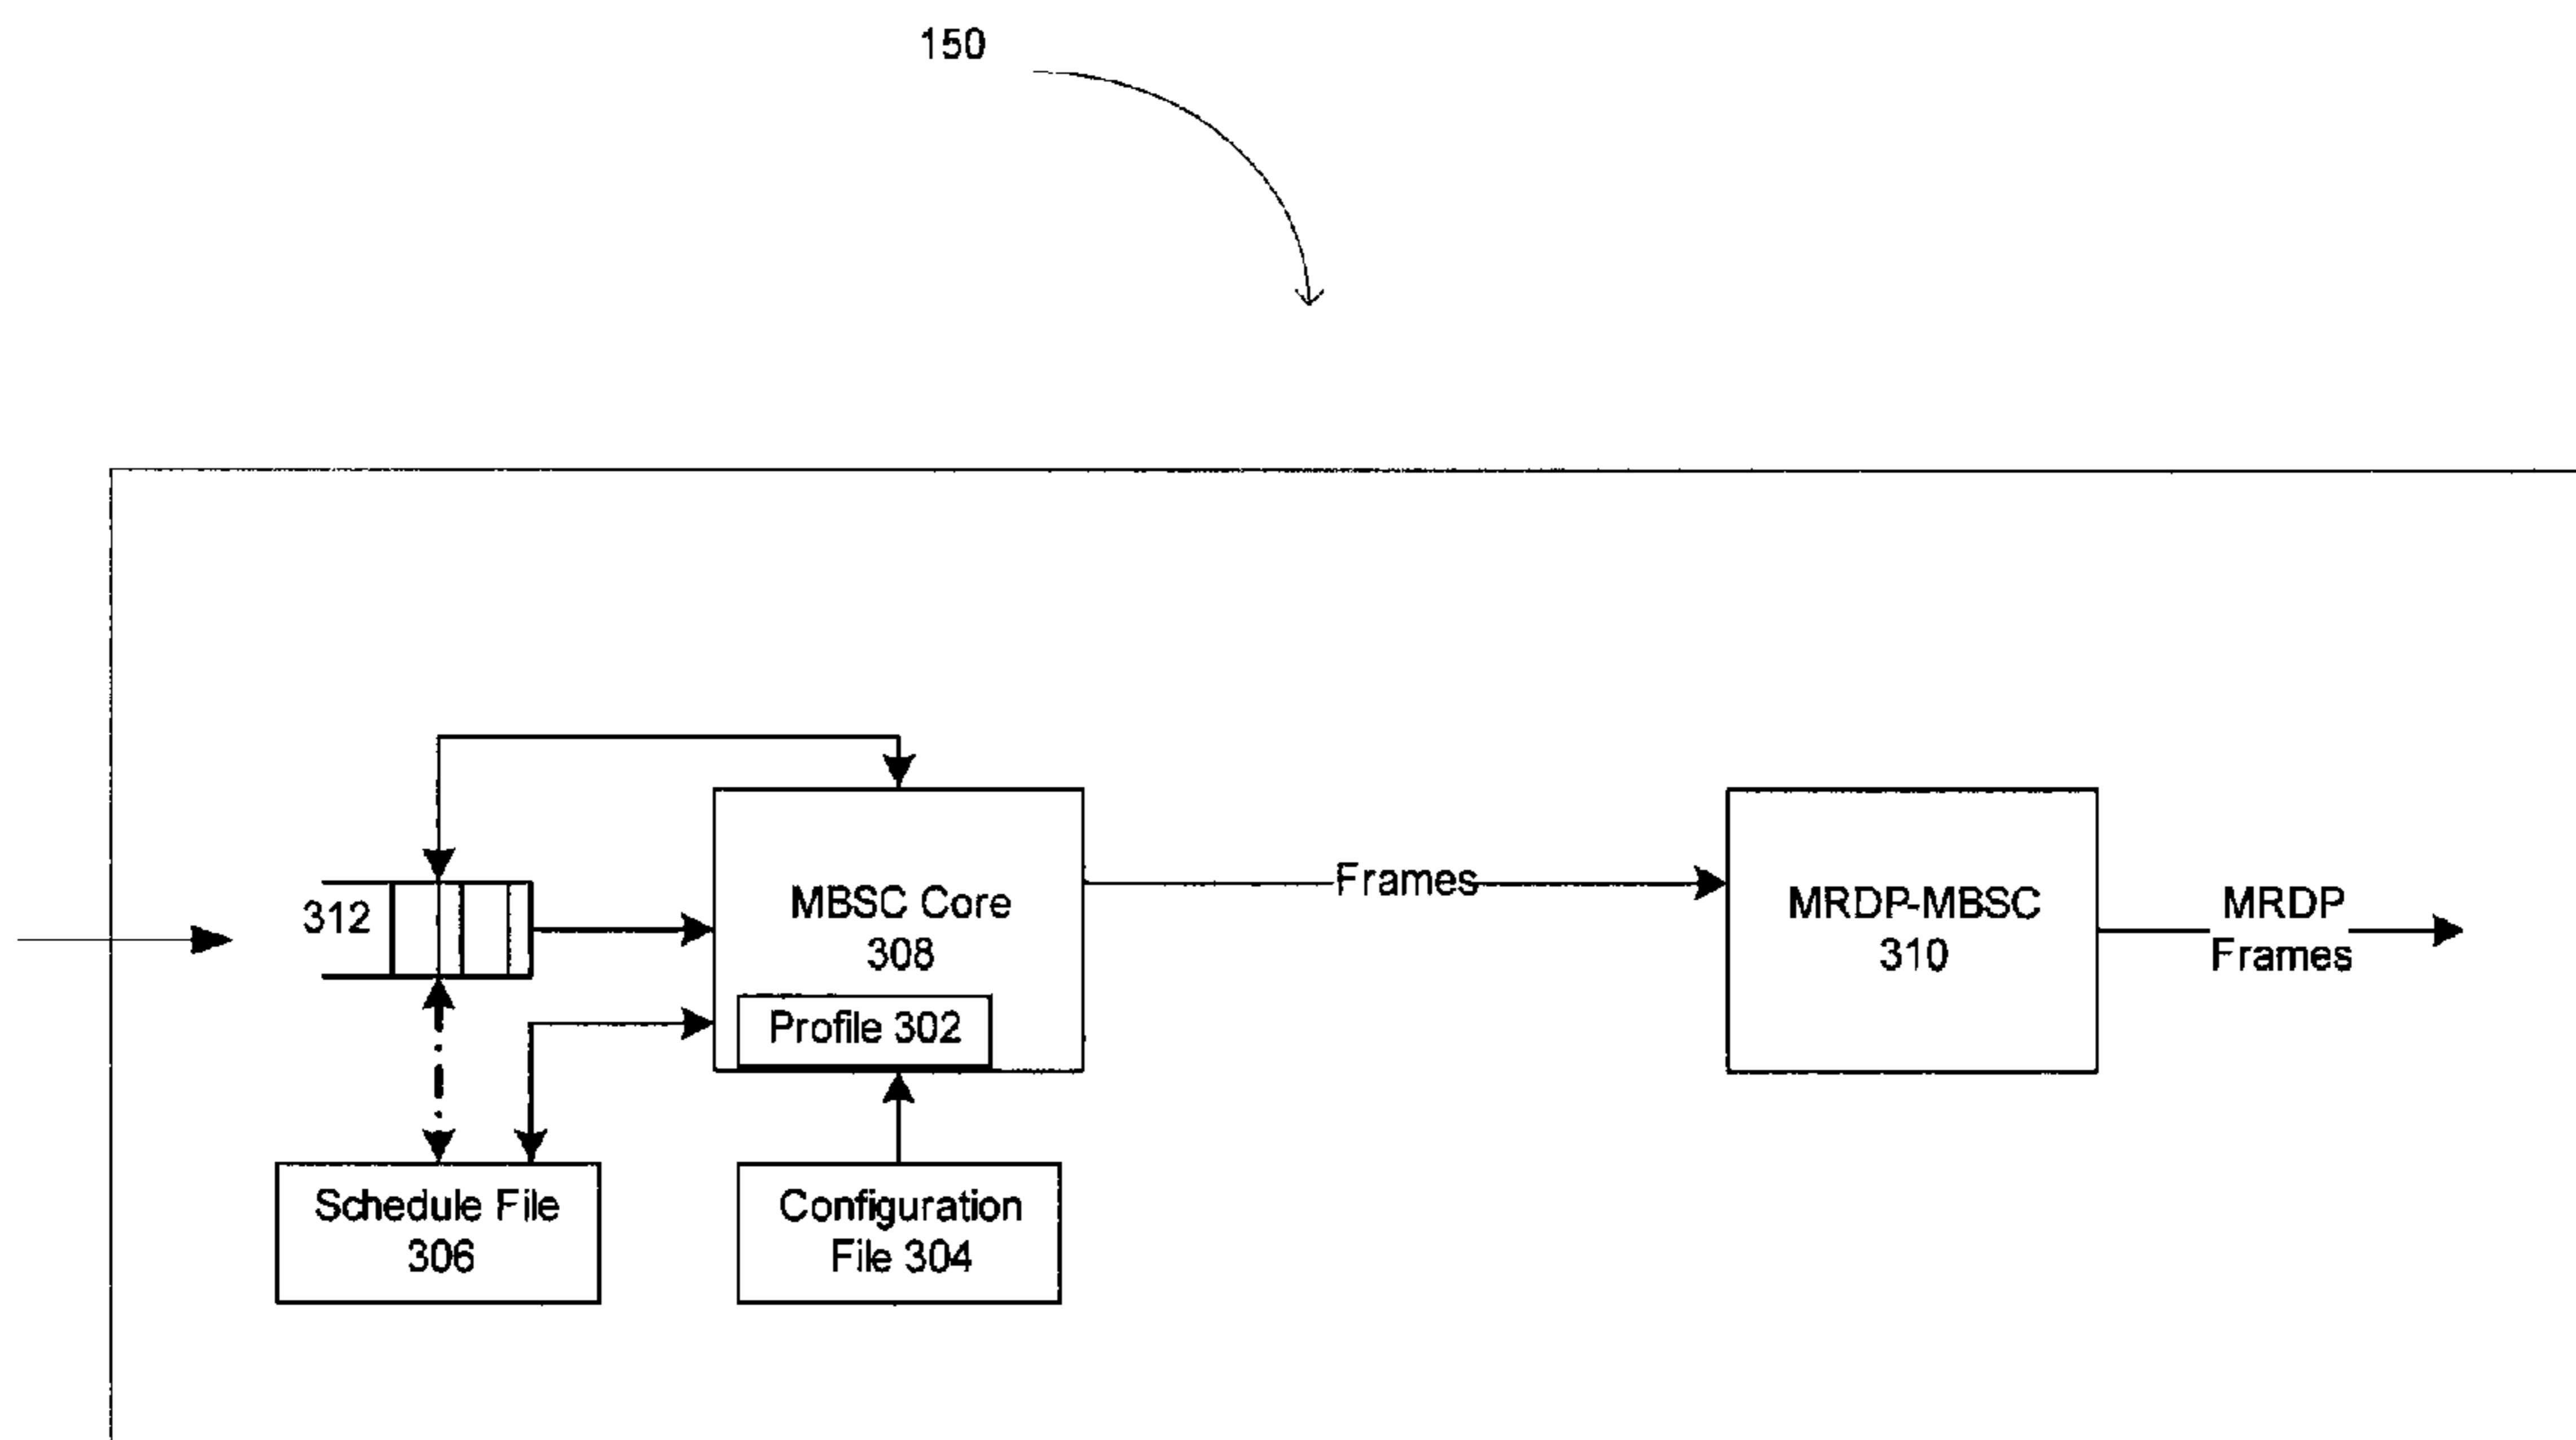 150
312
MBSC Core
308
Profile 302
Frames
MRDP-MBSC
310
MRDP
Frames
Schedule File
306
Configuration
File 304